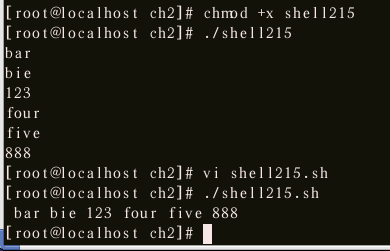 [root@localhost ch2]# chmod +x shell215
[root@localhost ch2]# ./shell215
bar
bie
123
four
five
888
[root@localhost ch2]# vi shell215.sh
[root@localhost ch2]# ./shell215.sh
 bar bie 123 four five 888
[root@localhost ch2]#